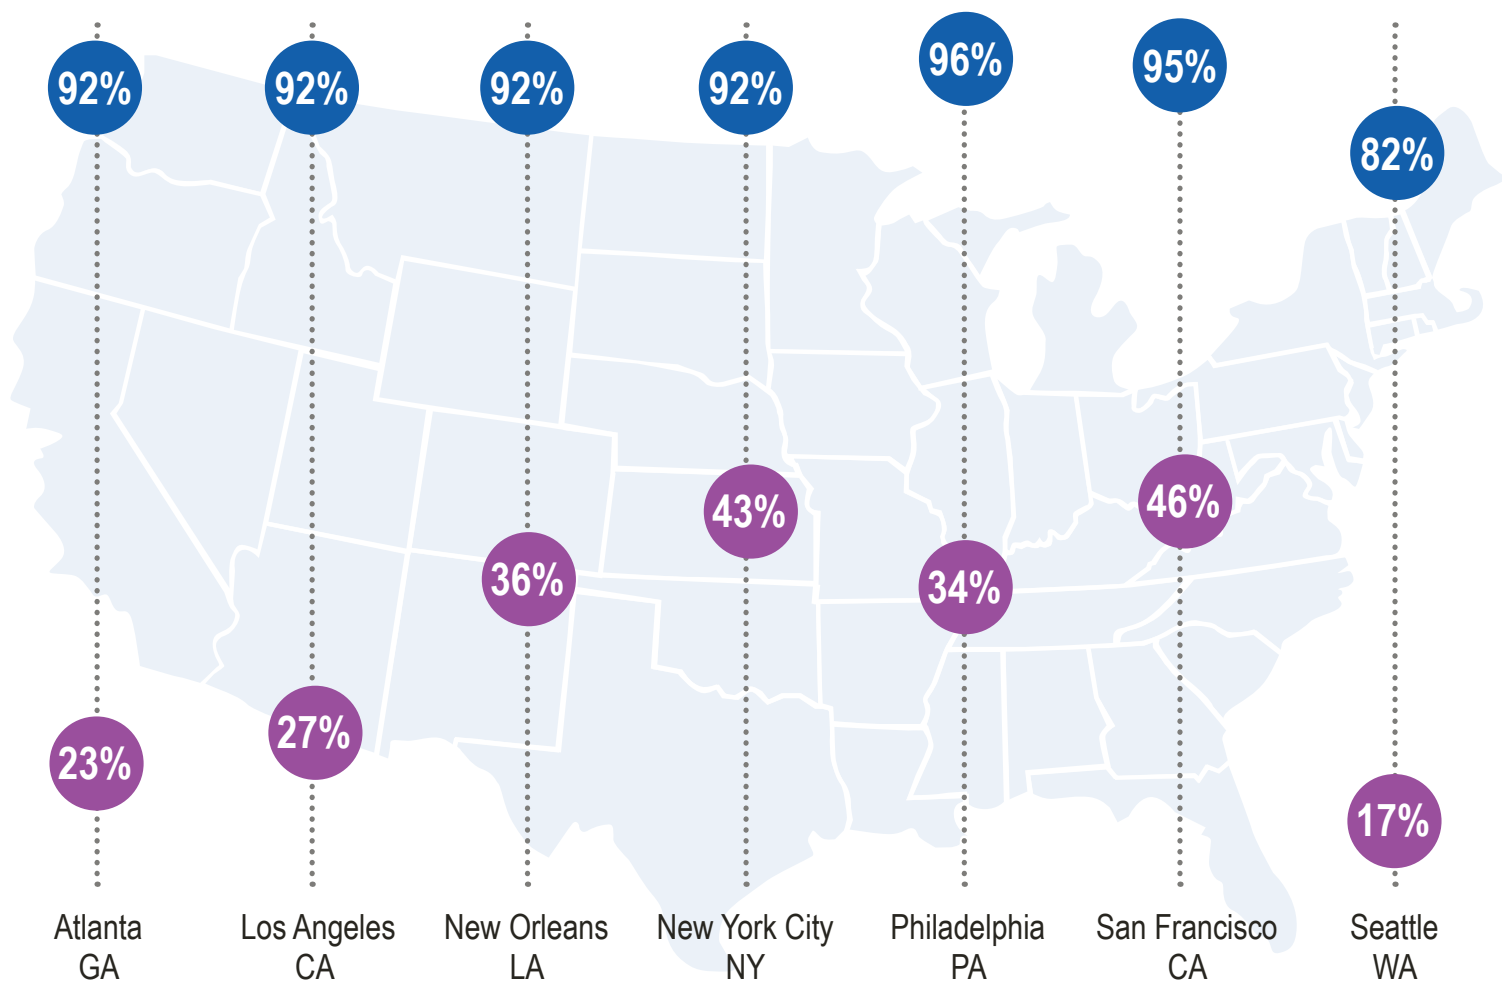 92%
92%
92%
92%
96%
95%
82%
23%
27%
36%
43%
34%
46%
17%
Atlanta
GA
Los Angeles
CA
New Orleans
LA
New York City
NY
Philadelphia
PA
San Francisco
CA
Seattle
WA